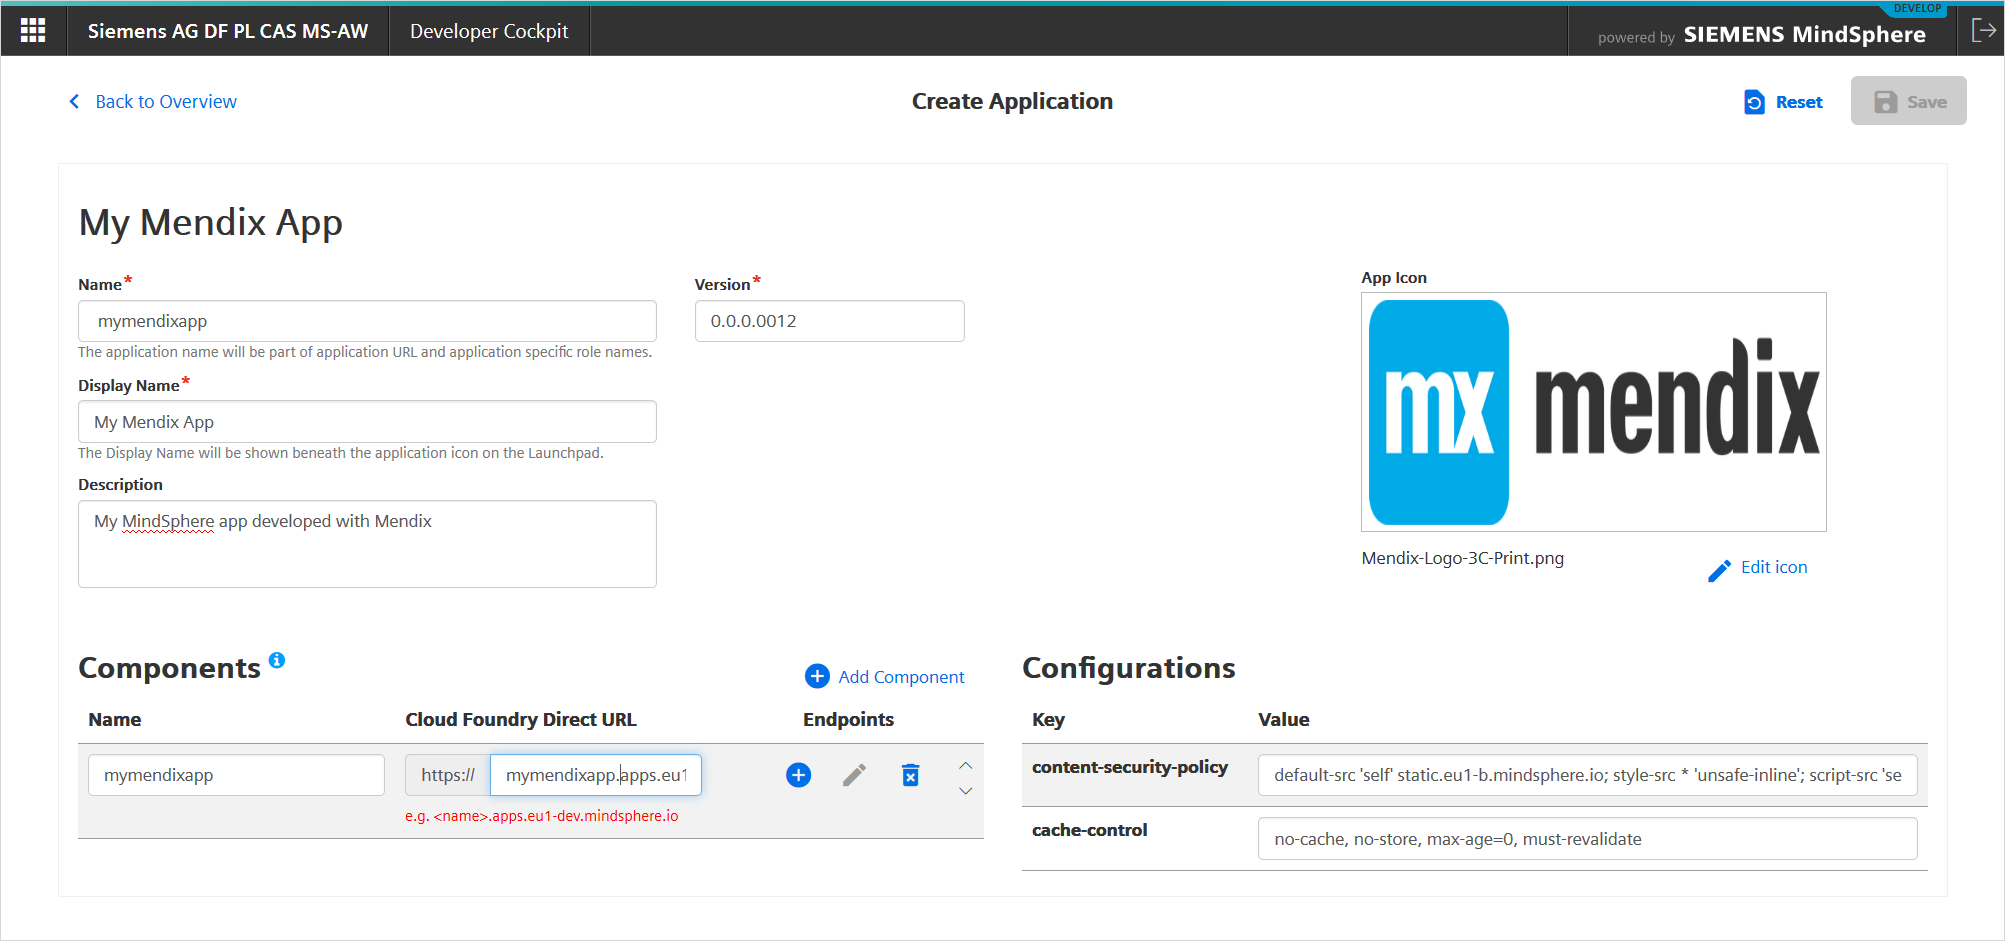 Siemens AG DF PL CAS MS-AW
Developer Cockpit
DEVELOP
powered by SIEMENS MindSphere
Back to Overview
Create Application
Reset
Save
My Mendix App
Name*
mymendixapp
The application name will be part of application URL and application specific role names.
Version*
0.0.0.0012
App Icon
mx mendix
Mendix-Logo-3C-Print.png
Edit icon
Display Name*
My Mendix App
The Display Name will be shown beneath the application icon on the Launchpad.
Description
My MindSphere app developed with Mendix
Components
Add Component
Name
Cloud Foundry Direct URL
Endpoints
mymendixapp
https://
mymendixapp.apps.eu1
e.g. <name>.apps.eu1-dev.mindsphere.io
Configurations
Key
Value
content-security-policy
default-src 'self' static.eu1-b.mindsphere.io; style-src * 'unsafe-inline'; script-src 'se
cache-control
no-cache, no-store, max-age=0, must-revalidate